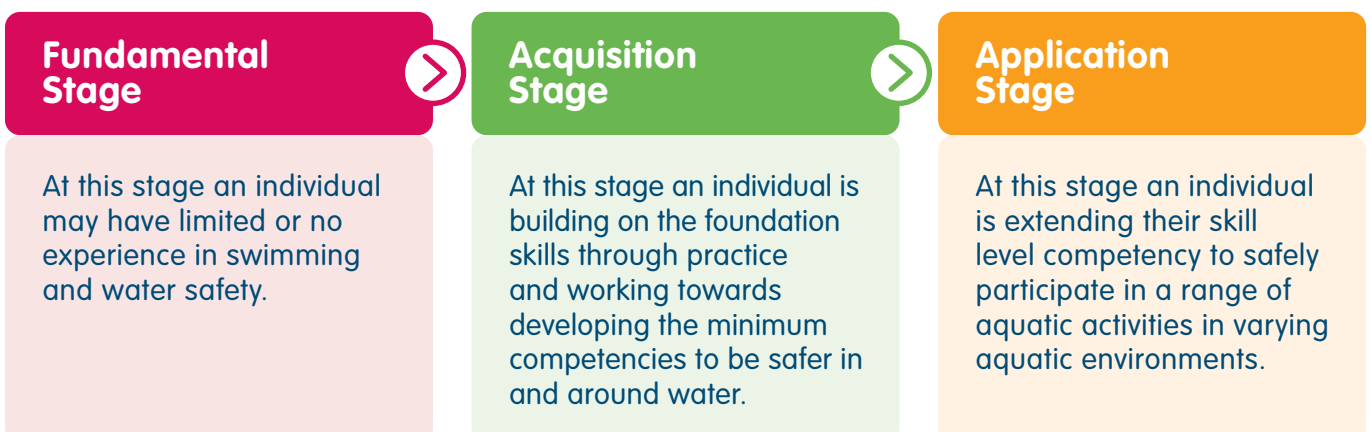 Fundamental
Stage
At this stage an individual
may have limited or no
experience in swimming
and water safety.
Acquisition
Stage
At this stage an individual is
building on the foundation
skills through practice
and working towards
developing the minimum
competencies to be safer in
and around water.
Application
Stage
At this stage an individual
is extending their skill
level competency to safely
participate in a range of
aquatic activities in varying
aquatic environments.